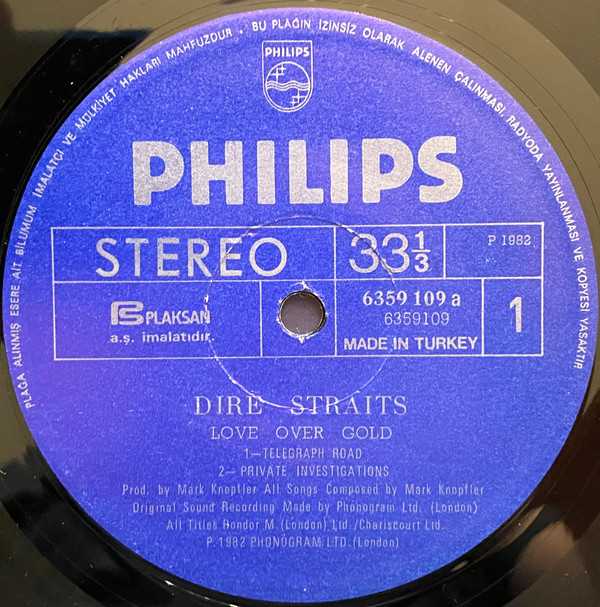 PLAĞA ALINMIŞ ESERE AİT BİLÜMUM İMALATÇI VE MÜLKİYET HAKLARI MAHFUZDUR . BU PLAĞIN İZİNSİZ OLARAK ALENEN ÇALINMASI, RADYODA YAYINLANMASI VE KOPYESİ YASAKTIR
PHILIPS
PHILIPS
STEREO 33 1/3 P 1982
PLAKSAN
a.ş. imalatıdır.
6359 109 a
6359109
MADE IN TURKEY
1
DIRE STRAITS
LOVE OVER GOLD
1—TELEGRAPH ROAD
2— PRIVATE INVESTIGATIONS
Prod. by Mark Knopfler All Songs Composed by Mark Knopfler
Original Sound Recording Made by Phonogram Ltd. (London)
All Titles Rondor M. (London) Ltd./Chariscourt Ltd.
P. 1982 PHONOGRAM LTD. (London)